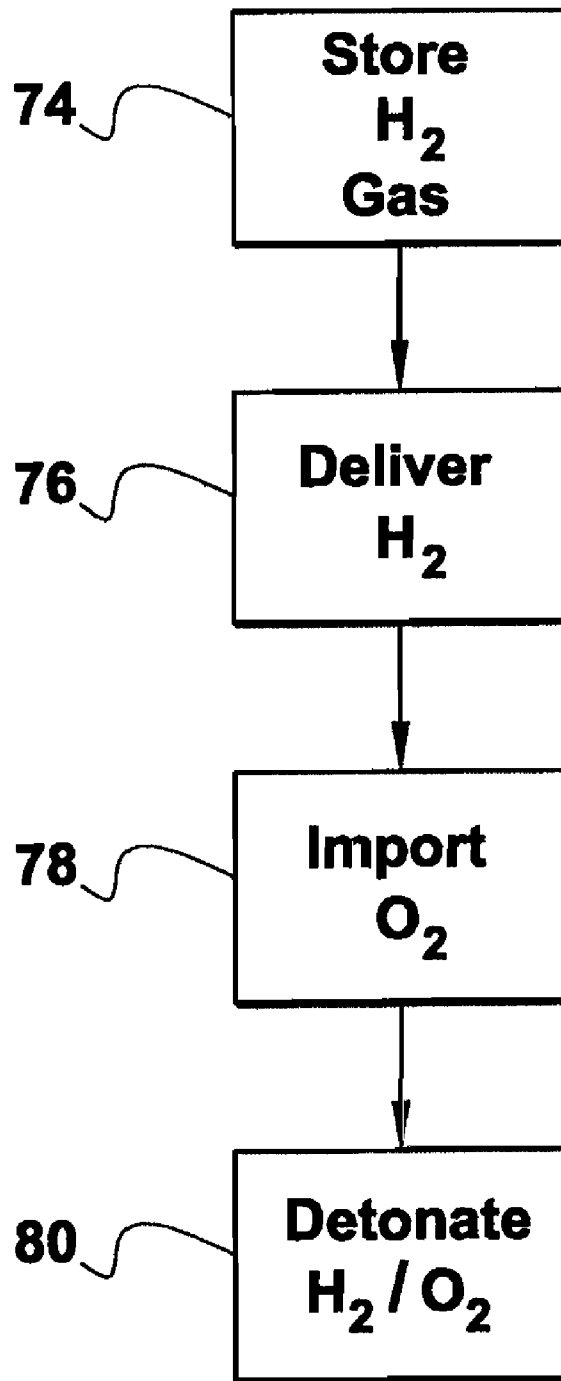 74
Store
H₂
Gas
76
Deliver
H₂
78
Import
O₂
80
Detonate
H₂ / O₂